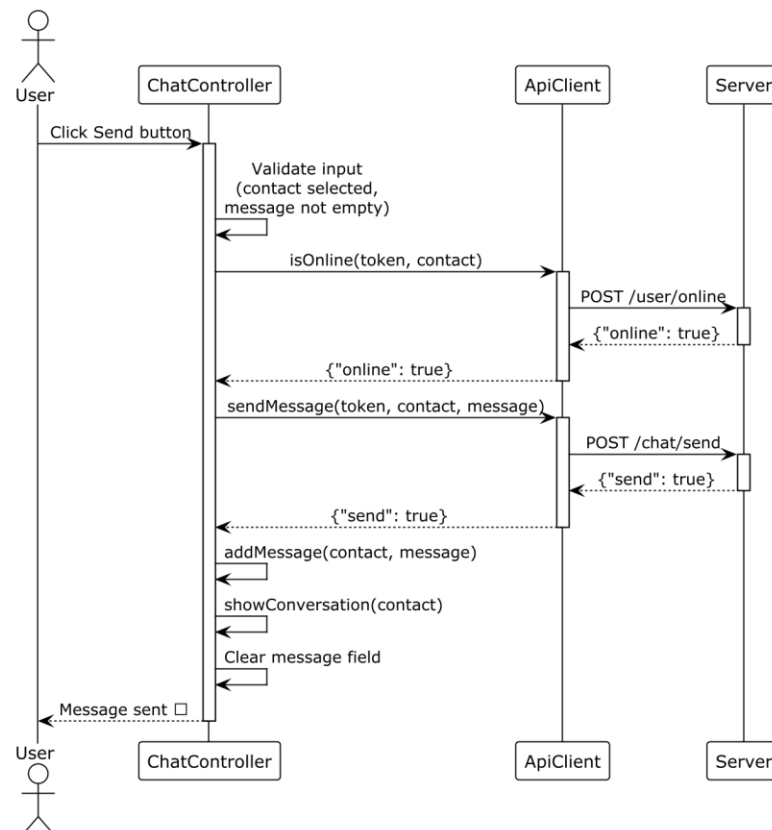 User
ChatController
ApiClient
Server
Click Send button
Validate input
(contact selected,
message not empty)
isOnline(token, contact)
POST /user/online
{"online": true}
{"online": true}
sendMessage(token, contact, message)
POST /chat/send
{"send": true}
{"send": true}
addMessage(contact, message)
showConversation(contact)
Clear message field
Message sent □
User
ChatController
ApiClient
Server